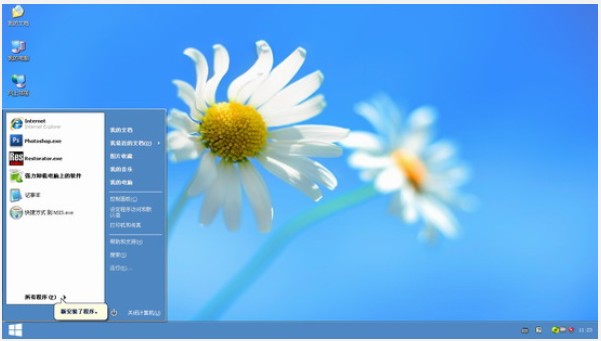 我的文档
我的电脑
网上邻居
Internet
Internet Explorer
Photoshop.exe
Restorator.exe
强力卸载电脑上的软件
记事本
快捷方式 到
所有程序(P)
新安装了程序。
我的文档
我最近的文档(D)
图片收藏
我的音乐
我的电脑
控制面板(C)
设定程序访问和默
认值
打印机和传真
帮助和支持(H)
搜索(S)
运行(R)...
关闭计算机(U)